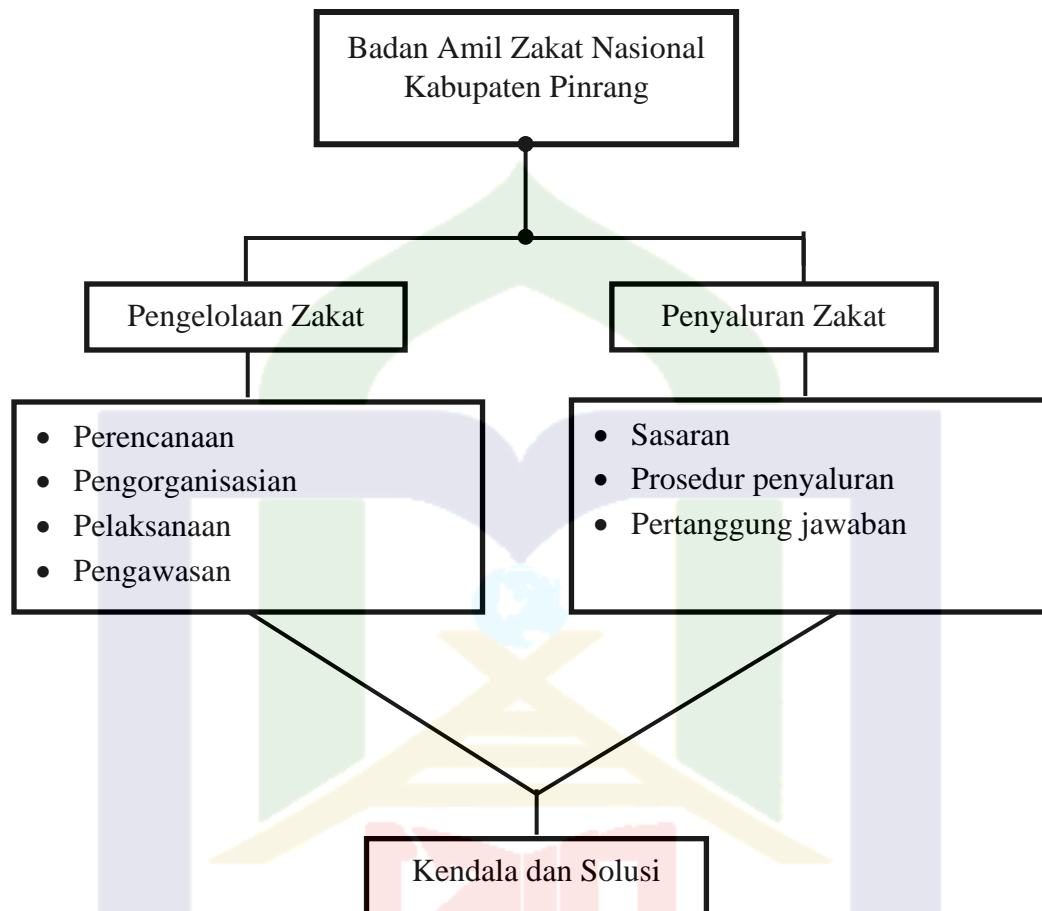 Badan Amil Zakat Nasional
Kabupaten Pinrang
Pengelolaan Zakat
Penyaluran Zakat
• Perencanaan
• Pengorganisasian
• Pelaksanaan
• Pengawasan
• Sasaran
• Prosedur penyaluran
• Pertanggung jawaban
Kendala dan Solusi